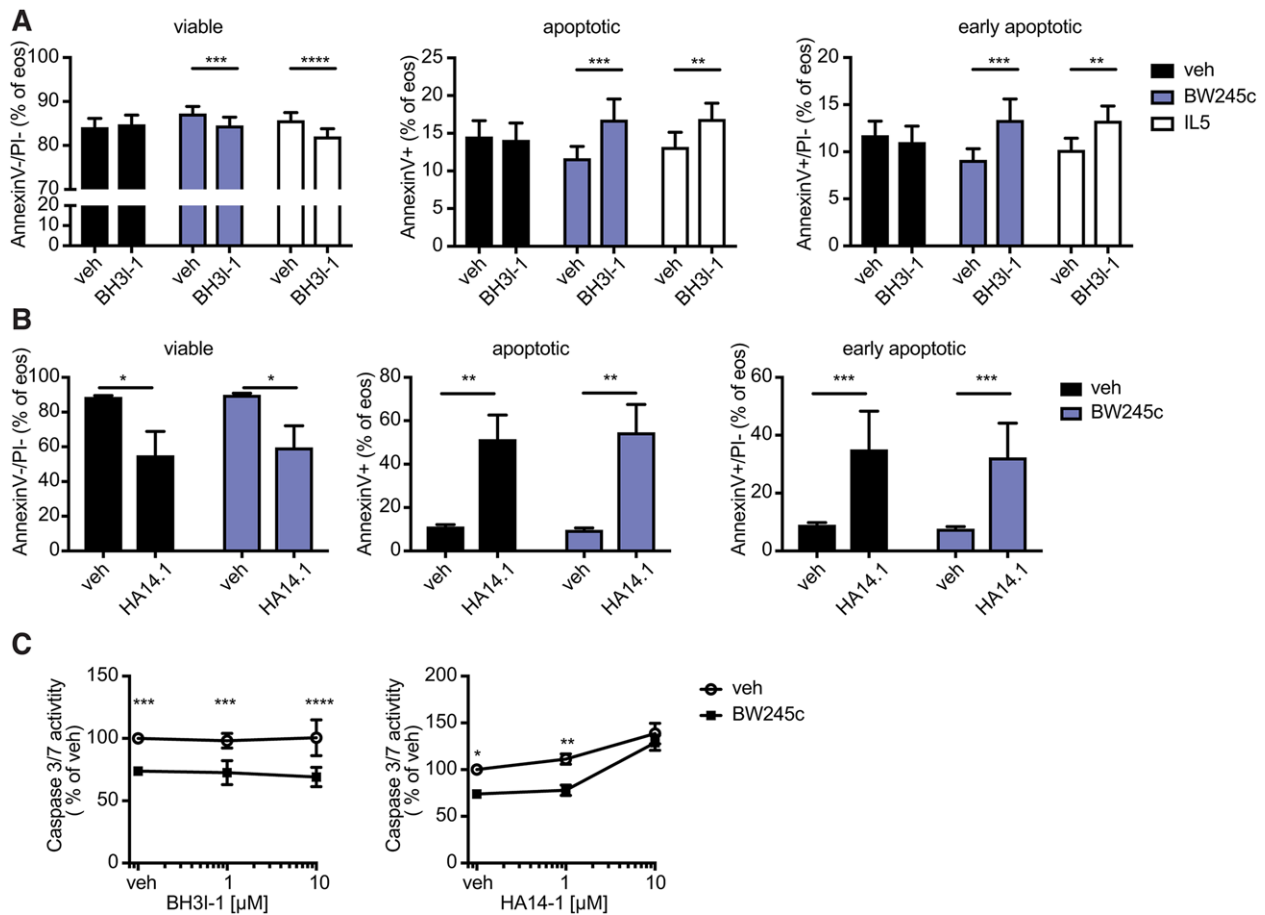 A
viable
AnnexinV-/PI- (% of eos)
100
90
80
70
20
10
0
***
****
veh
BH3I-1
veh
BH3I-1
veh
BH3I-1
apoptotic
AnnexinV+ (% of eos)
25
20
15
10
5
0
***
**
veh
BH3I-1
veh
BH3I-1
veh
BH3I-1
early apoptotic
AnnexinV+/PI- (% of eos)
20
15
10
5
0
***
**
veh
BH3I-1
veh
BH3I-1
veh
BH3I-1
veh
BW245c
IL5
B
viable
AnnexinV-/PI- (% of eos)
100
80
60
40
20
0
*
*
veh
HA14.1
veh
HA14.1
apoptotic
AnnexinV+ (% of eos)
80
60
40
20
0
**
**
veh
HA14.1
veh
HA14.1
early apoptotic
AnnexinV+/PI- (% of eos)
60
40
20
0
***
***
veh
HA14.1
veh
HA14.1
veh
BW245c
C
Caspase 3/7 activtity
( % of veh)
150
100
50
0
***
***
****
veh
1
10
BH3I-1 [µM]
Caspase 3/7 activtity
( % of veh)
200
150
100
50
0
*
**
veh
1
10
HA14-1 [µM]
veh
BW245c